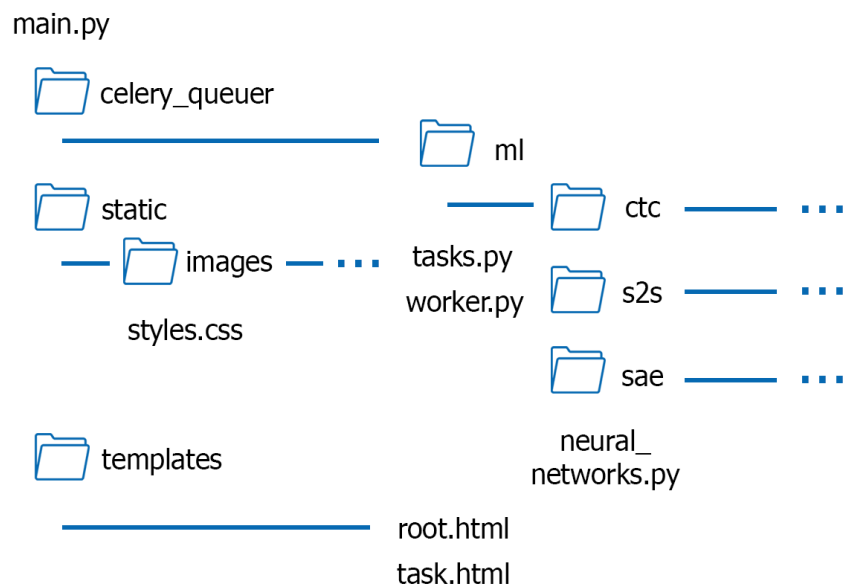 main.py
celery_queuer
ml
static
ctc
images
tasks.py
s2s
worker.py
styles.css
sae
neural_
networks.py
templates
root.html
task.html